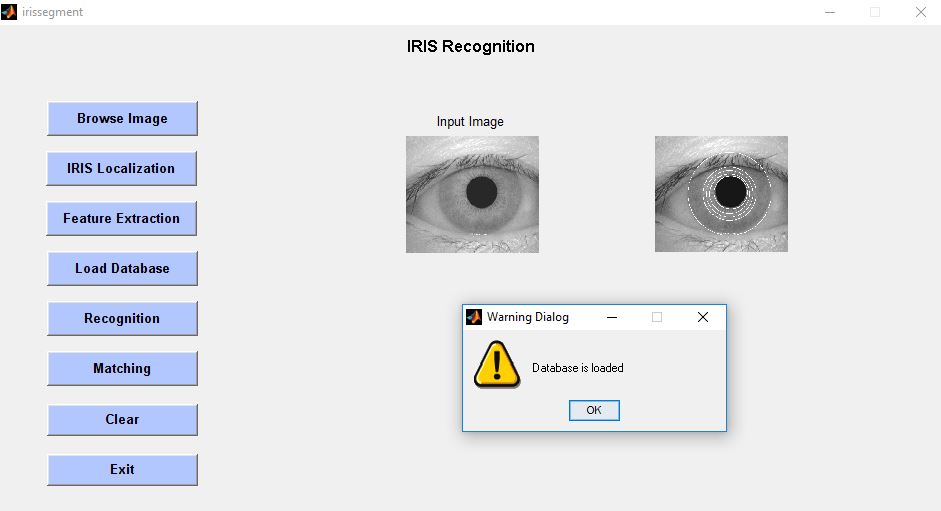 irissegment
IRIS Recognition
Browse Image
IRIS Localization
Feature Extraction
Load Database
Recognition
Matching
Clear
Exit
Input Image
Warning Dialog
Database is loaded
OK